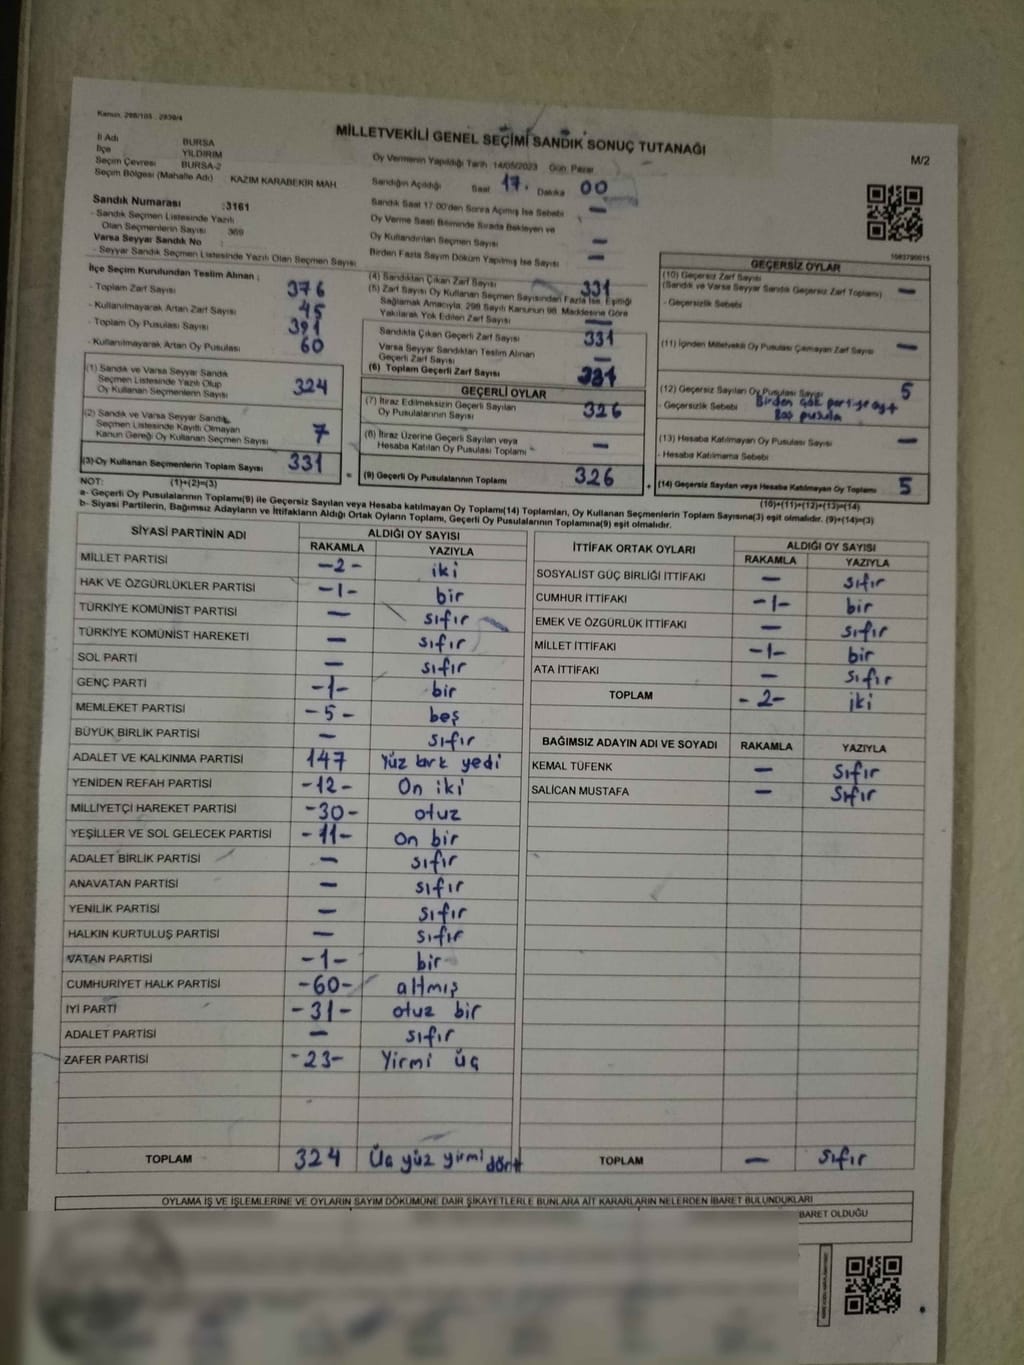 Kanun, 298/105 , 2839/4
MİLLETVEKİLİ GENEL SEÇİMİ SANDIK SONUÇ TUTANAĞI
M/2
İl Adı BURSA
İlçe YILDIRIM
Seçim Çevresi BURSA-2
Seçim Bölgesi (Mahalle Adı) : KAZIM KARABEKİR MAH.
Oy Vermenin Yapıldığı Tarih 14/05/2023 Gün: Pazar
Sandığın Açıldığı Saat 17. Dakika 00
Sandık Saat 17:00'den Sonra Açılmış İse Sebebi —
Oy Verme Saati Bitiminde Sırada Bekleyen ve
Oy Kullandırılan Seçmen Sayısı —
Birden Fazla Sayım Döküm Yapılmış İse Sayısı —
Sandık Numarası :3161
- Sandık Seçmen Listesinde Yazılı
Olan Seçmenlerin Sayısı : 369
Varsa Seyyar Sandık No
- Seyyar Sandık Seçmen Listesinde Yazılı Olan Seçmen Sayısı
İlçe Seçim Kurulundan Teslim Alınan ;
- Toplam Zarf Sayısı 376
- Kullanılmayarak Artan Zarf Sayısı 45
- Toplam Oy Pusulası Sayısı 391
- Kullanılmayarak Artan Oy Pusulası 60
(1) Sandık ve Varsa Seyyar Sandık
Seçmen Listesinde Yazılı Olup
Oy Kullanan Seçmenlerin Sayısı 324
(2) Sandık ve Varsa Seyyar Sandık
Seçmen Listesinde Kayıtlı Olmayan
Kanun Gereği Oy Kullanan Seçmen Sayısı 7
(3) Oy Kullanan Seçmenlerin Toplam Sayısı 331
(4) Sandıktan Çıkan Zarf Sayısı 331
(5) Zarf Sayısı Oy Kullanan Seçmen Sayısından Fazla İse, Eşitliği
Sağlamak Amacıyla, 298 Sayılı Kanunun 98. Maddesine Göre
Yakılarak Yok Edilen Zarf Sayısı —
Sandıkta Çıkan Geçerli Zarf Sayısı 331
Varsa Seyyar Sandıktan Teslim Alınan
Geçerli Zarf Sayısı —
(6) Toplam Geçerli Zarf Sayısı 331
GEÇERLİ OYLAR
(7) İtiraz Edilmeksizin Geçerli Sayılan
Oy Pusulalarının Sayısı 326
(8) İtiraz Üzerine Geçerli Sayılan veya
Hesaba Katılan Oy Pusulaları Toplamı —
= (9) Geçerli Oy Pusulalarının Toplamı 326
1083790015
GEÇERSİZ OYLAR
(10) Geçersiz Zarf Sayısı
(Sandık ve Varsa Seyyar Sandık Geçersiz Zarf Toplamı) —
- Geçersizlik Sebebi
(11) İçinden Milletvekili Oy Pusulası Çıkmayan Zarf Sayısı —
(12) Geçersiz Sayılan Oy Pusulası Sayısı 5
- Geçersizlik Sebebi Birden çok partiye ayt
Boş pusula
(13) Hesaba Katılmayan Oy Pusulası Sayısı —
- Hesaba Katılmama Sebebi
+ (14) Geçersiz Sayılan veya Hesaba Katılmayan Oy Toplamı 5
NOT: (1)+(2)=(3)
(10)+(11)+(12)+(13)=(14)
a- Geçerli Oy Pusulalarının Toplamı(9) ile Geçersiz Sayılan veya Hesaba katılmayan Oy Toplamı(14) Toplamları, Oy Kullanan Seçmenlerin Toplam Sayısına(3) eşit olmalıdır. (9)+(14)=(3)
b- Siyasi Partilerin, Bağımsız Adayların ve İttifakların Aldığı Ortak Oyların Toplamı, Geçerli Oy Pusulalarının Toplamına(9) eşit olmalıdır.
SİYASİ PARTİNİN ADI ALDIĞI OY SAYISI
RAKAMLA YAZIYLA
MİLLET PARTİSİ -2- iki
HAK VE ÖZGÜRLÜKLER PARTİSİ -1- bir
TÜRKİYE KOMÜNİST PARTİSİ — sıfır
TÜRKİYE KOMÜNİST HAREKETİ — sıfır
SOL PARTİ — sıfır
GENÇ PARTİ -1- bir
MEMLEKET PARTİSİ -5- beş
BÜYÜK BİRLİK PARTİSİ — sıfır
ADALET VE KALKINMA PARTİSİ 147 Yüz kırk yedi
YENİDEN REFAH PARTİSİ -12- On iki
MİLLİYETÇİ HAREKET PARTİSİ -30- otuz
YEŞİLLER VE SOL GELECEK PARTİSİ -11- on bir
ADALET BİRLİK PARTİSİ — sıfır
ANAVATAN PARTİSİ — sıfır
YENİLİK PARTİSİ — sıfır
HALKIN KURTULUŞ PARTİSİ — sıfır
VATAN PARTİSİ -1- bir
CUMHURİYET HALK PARTİSİ -60- altmış
İYİ PARTİ -31- otuz bir
ADALET PARTİSİ — sıfır
ZAFER PARTİSİ -23- Yirmi üç
TOPLAM 324 Üç yüz yirmi dört
İTTİFAK ORTAK OYLARI ALDIĞI OY SAYISI
RAKAMLA YAZIYLA
SOSYALİST GÜÇ BİRLİĞİ İTTİFAKI — sıfır
CUMHUR İTTİFAKI -1- bir
EMEK VE ÖZGÜRLÜK İTTİFAKI — sıfır
MİLLET İTTİFAKI -1- bir
ATA İTTİFAKI — sıfır
TOPLAM -2- iki
BAĞIMSIZ ADAYIN ADI VE SOYADI RAKAMLA YAZIYLA
KEMAL TÜFENK — sıfır
SALİCAN MUSTAFA — sıfır
TOPLAM — sıfır
OYLAMA İŞ VE İŞLEMLERİNE VE OYLARIN SAYIM DÖKÜMÜNE DAİR ŞİKAYETLERLE BUNLARA AİT KARARLARIN NELERDEN İBARET BULUNDUKLARI
BARET OLDUĞU